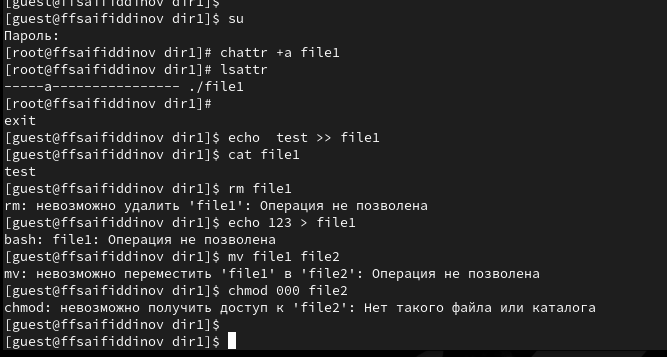 [guest@ffsaifiddinov dir1]$
[guest@ffsaifiddinov dir1]$ su
Пароль:
[root@ffsaifiddinov dir1]# chattr +a file1
[root@ffsaifiddinov dir1]# lsattr
-----a---------------- ./file1
[root@ffsaifiddinov dir1]#
exit
[guest@ffsaifiddinov dir1]$ echo  test >> file1
[guest@ffsaifiddinov dir1]$ cat file1
test
[guest@ffsaifiddinov dir1]$ rm file1
rm: невозможно удалить 'file1': Операция не позволена
[guest@ffsaifiddinov dir1]$ echo 123 > file1
bash: file1: Операция не позволена
[guest@ffsaifiddinov dir1]$ mv file1 file2
mv: невозможно переместить 'file1' в 'file2': Операция не позволена
[guest@ffsaifiddinov dir1]$ chmod 000 file2
chmod: невозможно получить доступ к 'file2': Нет такого файла или каталога
[guest@ffsaifiddinov dir1]$
[guest@ffsaifiddinov dir1]$